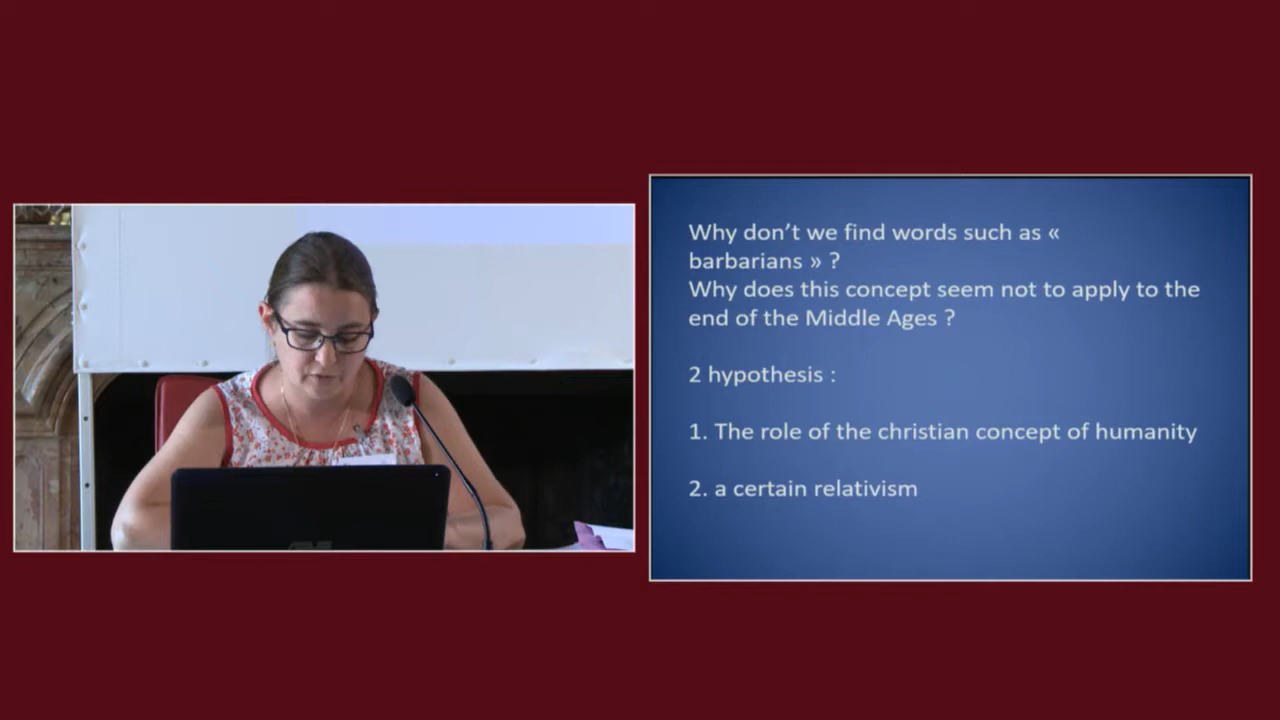 Why don't we find words such as «
barbarians » ?
Why does this concept seem not to apply to the
end of the Middle Ages ?
2 hypothesis :
1. The role of the christian concept of humanity
2. a certain relativism